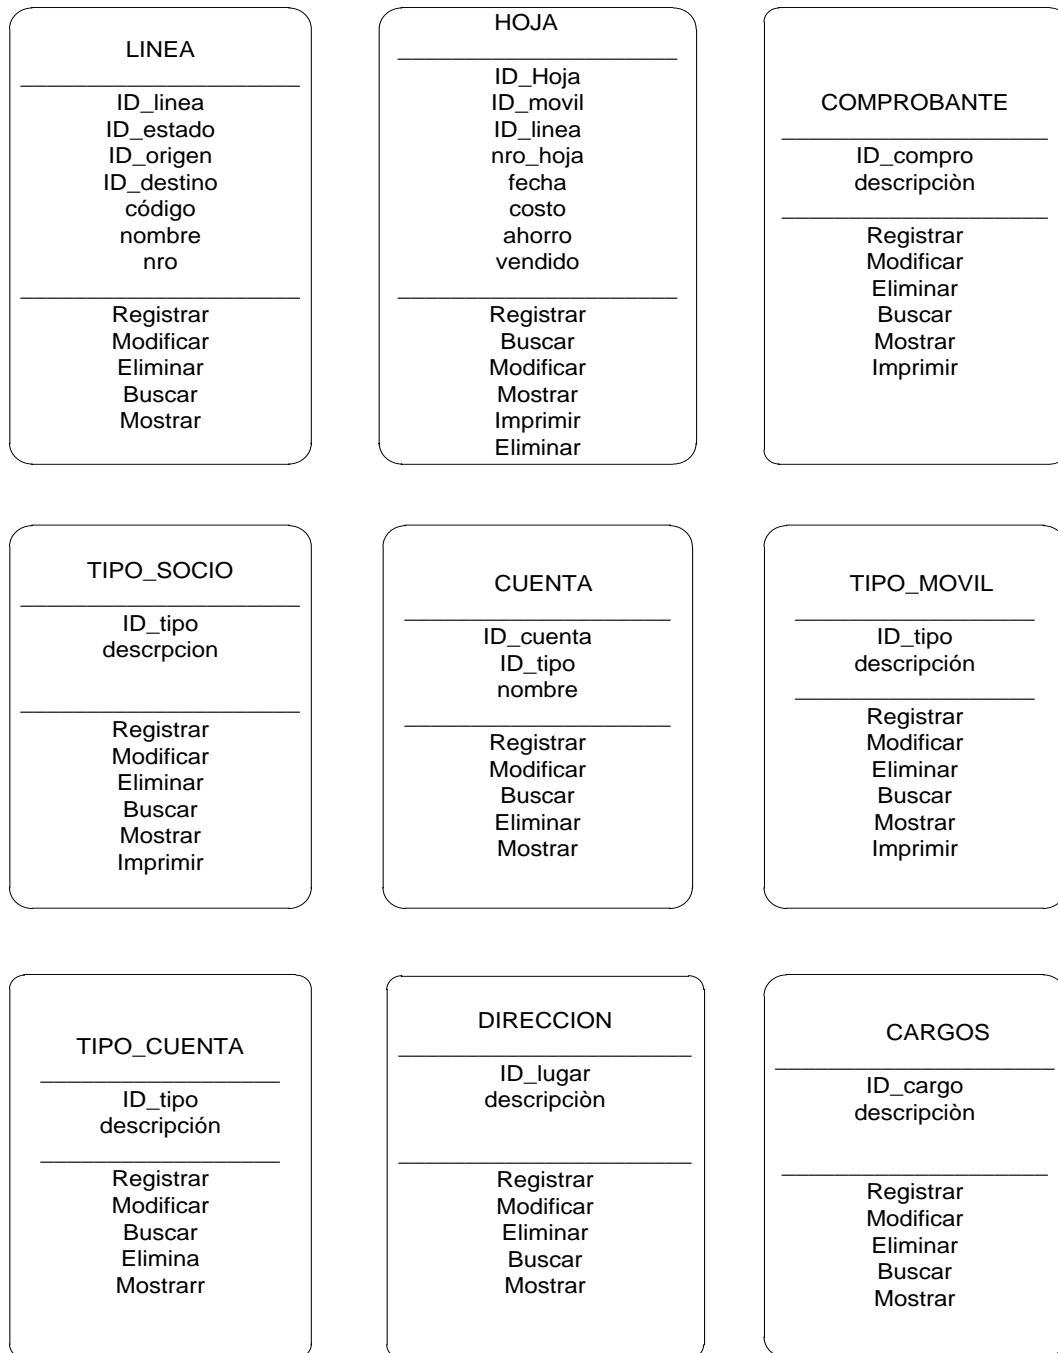 LINEA
ID_linea
ID_estado
ID_origen
ID_destino
código
nombre
nro
Registrar
Modificar
Eliminar
Buscar
Mostrar
HOJA
ID_Hoja
ID_movil
ID_linea
nro_hoja
fecha
costo
ahorro
vendido
Registrar
Buscar
Modificar
Mostrar
Imprimir
Eliminar
COMPROBANTE
ID_compro
descripciòn
Registrar
Modificar
Eliminar
Buscar
Mostrar
Imprimir
TIPO_SOCIO
ID_tipo
descrpcion
Registrar
Modificar
Eliminar
Buscar
Mostrar
Imprimir
CUENTA
ID_cuenta
ID_tipo
nombre
Registrar
Modificar
Buscar
Eliminar
Mostrar
TIPO_MOVIL
ID_tipo
descripción
Registrar
Modificar
Eliminar
Buscar
Mostrar
Imprimir
TIPO_CUENTA
ID_tipo
descripción
Registrar
Modificar
Buscar
Elimina
Mostrarr
DIRECCION
ID_lugar
descripciòn
Registrar
Modificar
Eliminar
Buscar
Mostrar
CARGOS
ID_cargo
descripciòn
Registrar
Modificar
Eliminar
Buscar
Mostrar